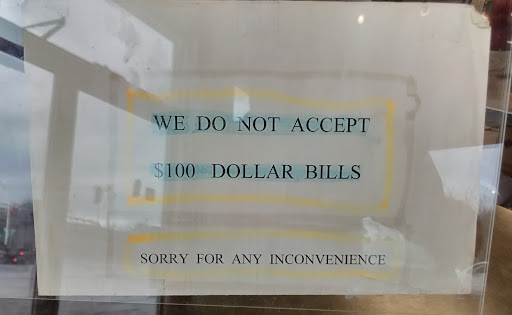 WE DO NOT ACCEPT
$100 DOLLAR BILLS
SORRY FOR ANY INCONVENIENCE